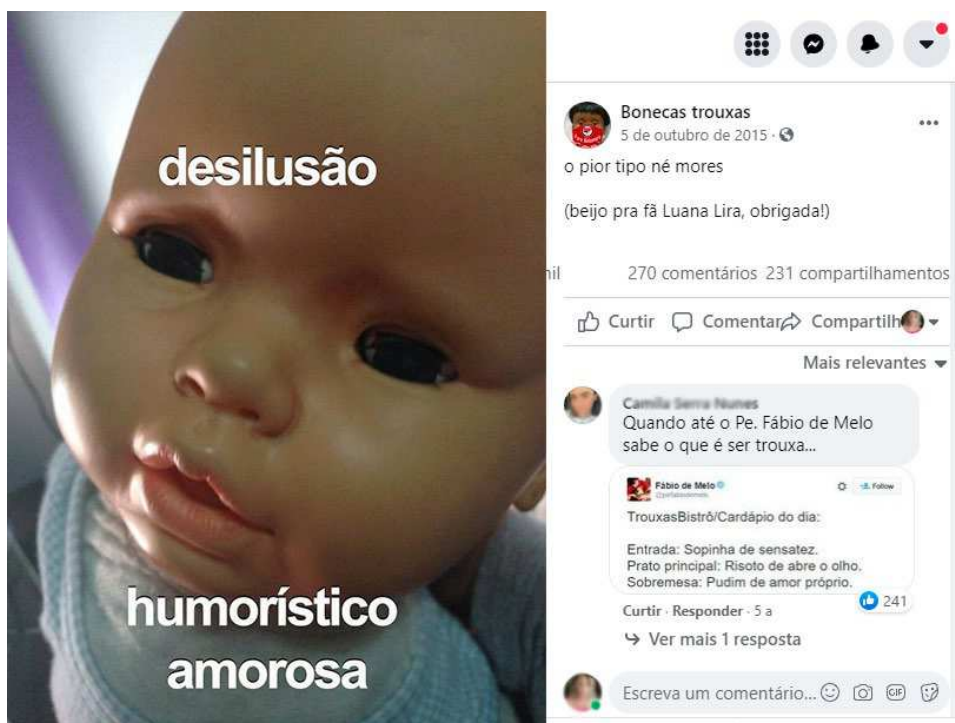 desilusão
humorístico
amorosa
Bonecas trouxas
5 de outubro de 2015
o pior tipo né mores
(beijo pra fã Luana Lira, obrigada!)
270 comentários 231 compartilhamentos
Curtir Comentar Compartilh
Mais relevantes
Quando até o Pe. Fábio de Melo
sabe o que é ser trouxa...
Fábio de Melo
Follow
TrouxasBistrô/Cardápio do dia:
Entrada: Sopinha de sensatez.
Prato principal: Risoto de abre o olho.
Sobremesa: Pudim de amor próprio.
Curtir · Responder · 5 a
241
Ver mais 1 resposta
Escreva um comentário...
GIF